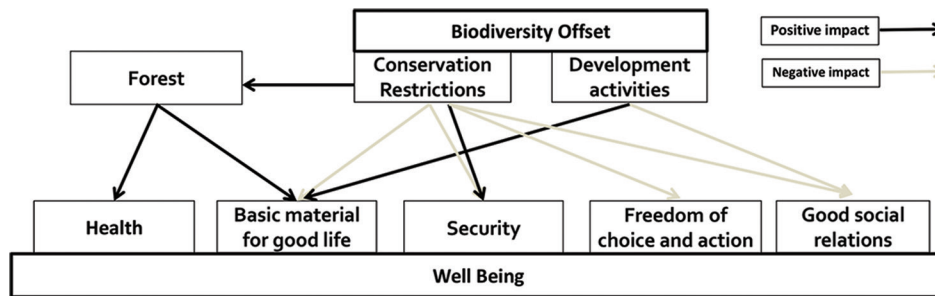 Biodiversity Offset
Positive impact
Forest
Conservation
Restrictions
Development
activities
Negative impact
Health
Basic material
for good life
Security
Freedom of
choice and action
Good social
relations
Well Being